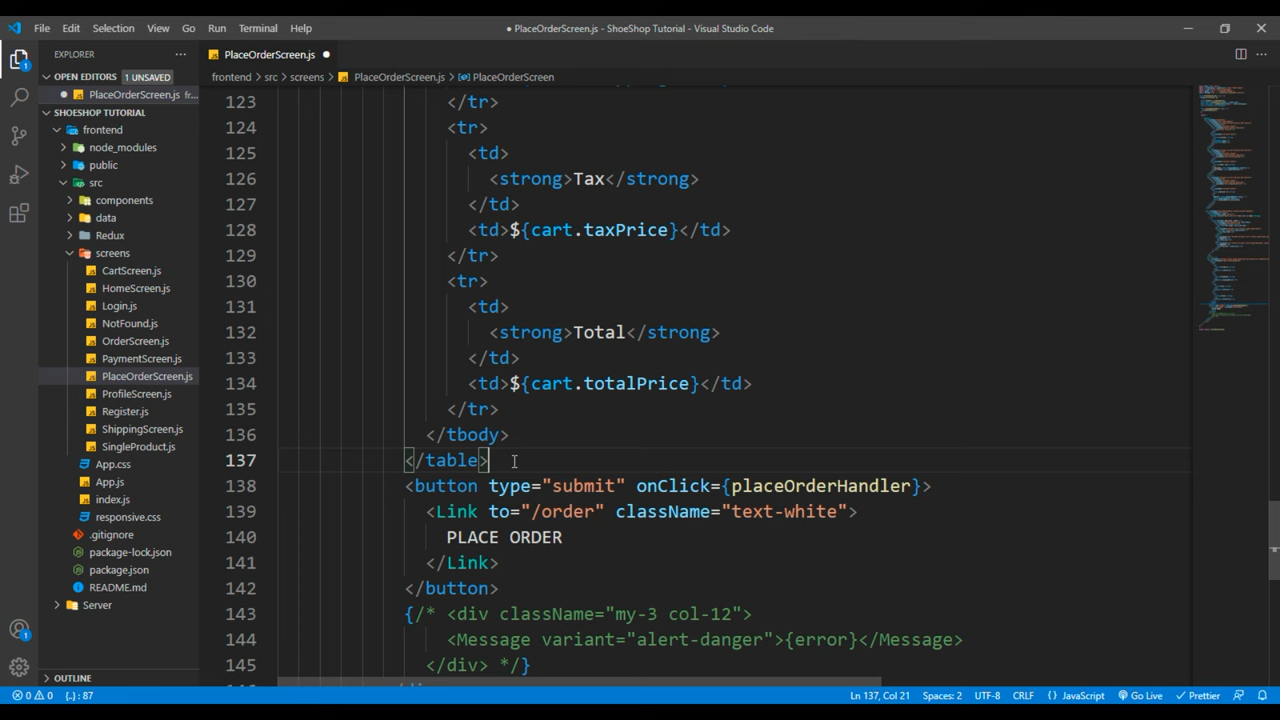 File Edit Selection View Go Run Terminal Help
● PlaceOrderScreen.js - ShoeShop Tutorial - Visual Studio Code
EXPLORER
OPEN EDITORS 1 UNSAVED
PlaceOrderScreen.js fr...
SHOESHOP TUTORIAL
frontend
node_modules
public
src
components
data
Redux
screens
CartScreen.js
HomeScreen.js
Login.js
NotFound.js
OrderScreen.js
PaymentScreen.js
PlaceOrderScreen.js
ProfileScreen.js
Register.js
ShippingScreen.js
SingleProduct.js
App.css
App.js
index.js
responsive.css
.gitignore
package-lock.json
package.json
README.md
Server
OUTLINE
PlaceOrderScreen.js
frontend > src > screens > PlaceOrderScreen.js > PlaceOrderScreen
123 </tr>
124 <tr>
125 <td>
126 <strong>Tax</strong>
127 </td>
128 <td>${cart.taxPrice}</td>
129 </tr>
130 <tr>
131 <td>
132 <strong>Total</strong>
133 </td>
134 <td>${cart.totalPrice}</td>
135 </tr>
136 </tbody>
137 </table>
138 <button type="submit" onClick={placeOrderHandler}>
139 <Link to="/order" className="text-white">
140 PLACE ORDER
141 </Link>
142 </button>
143 {/* <div className="my-3 col-12">
144 <Message variant="alert-danger">{error}</Message>
145 </div> */}
0 0 {..} : 87 Ln 137, Col 21 Spaces: 2 UTF-8 CRLF {} JavaScript Go Live Prettier